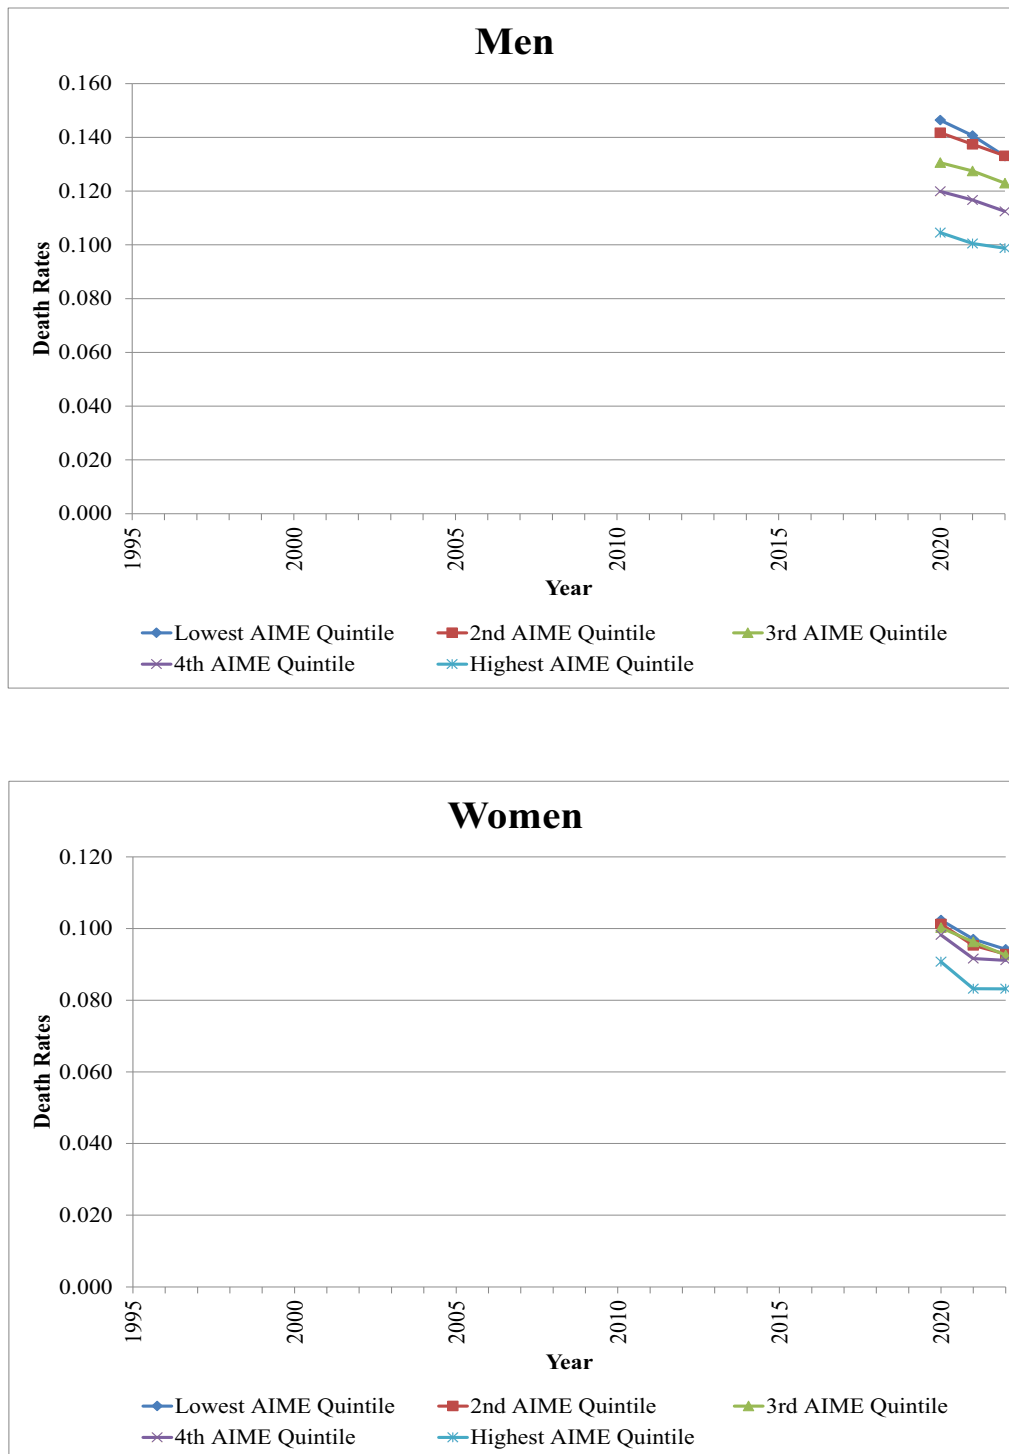 Men
0.160
0.140
0.120
0.100
0.080
0.060
0.040
0.020
0.000
Death Rates
1995 2000 2005 2010 2015 2020
Year
Lowest AIME Quintile 2nd AIME Quintile 3rd AIME Quintile
4th AIME Quintile Highest AIME Quintile
Women
0.120
0.100
0.080
0.060
0.040
0.020
0.000
Death Rates
1995 2000 2005 2010 2015 2020
Year
Lowest AIME Quintile 2nd AIME Quintile 3rd AIME Quintile
4th AIME Quintile Highest AIME Quintile